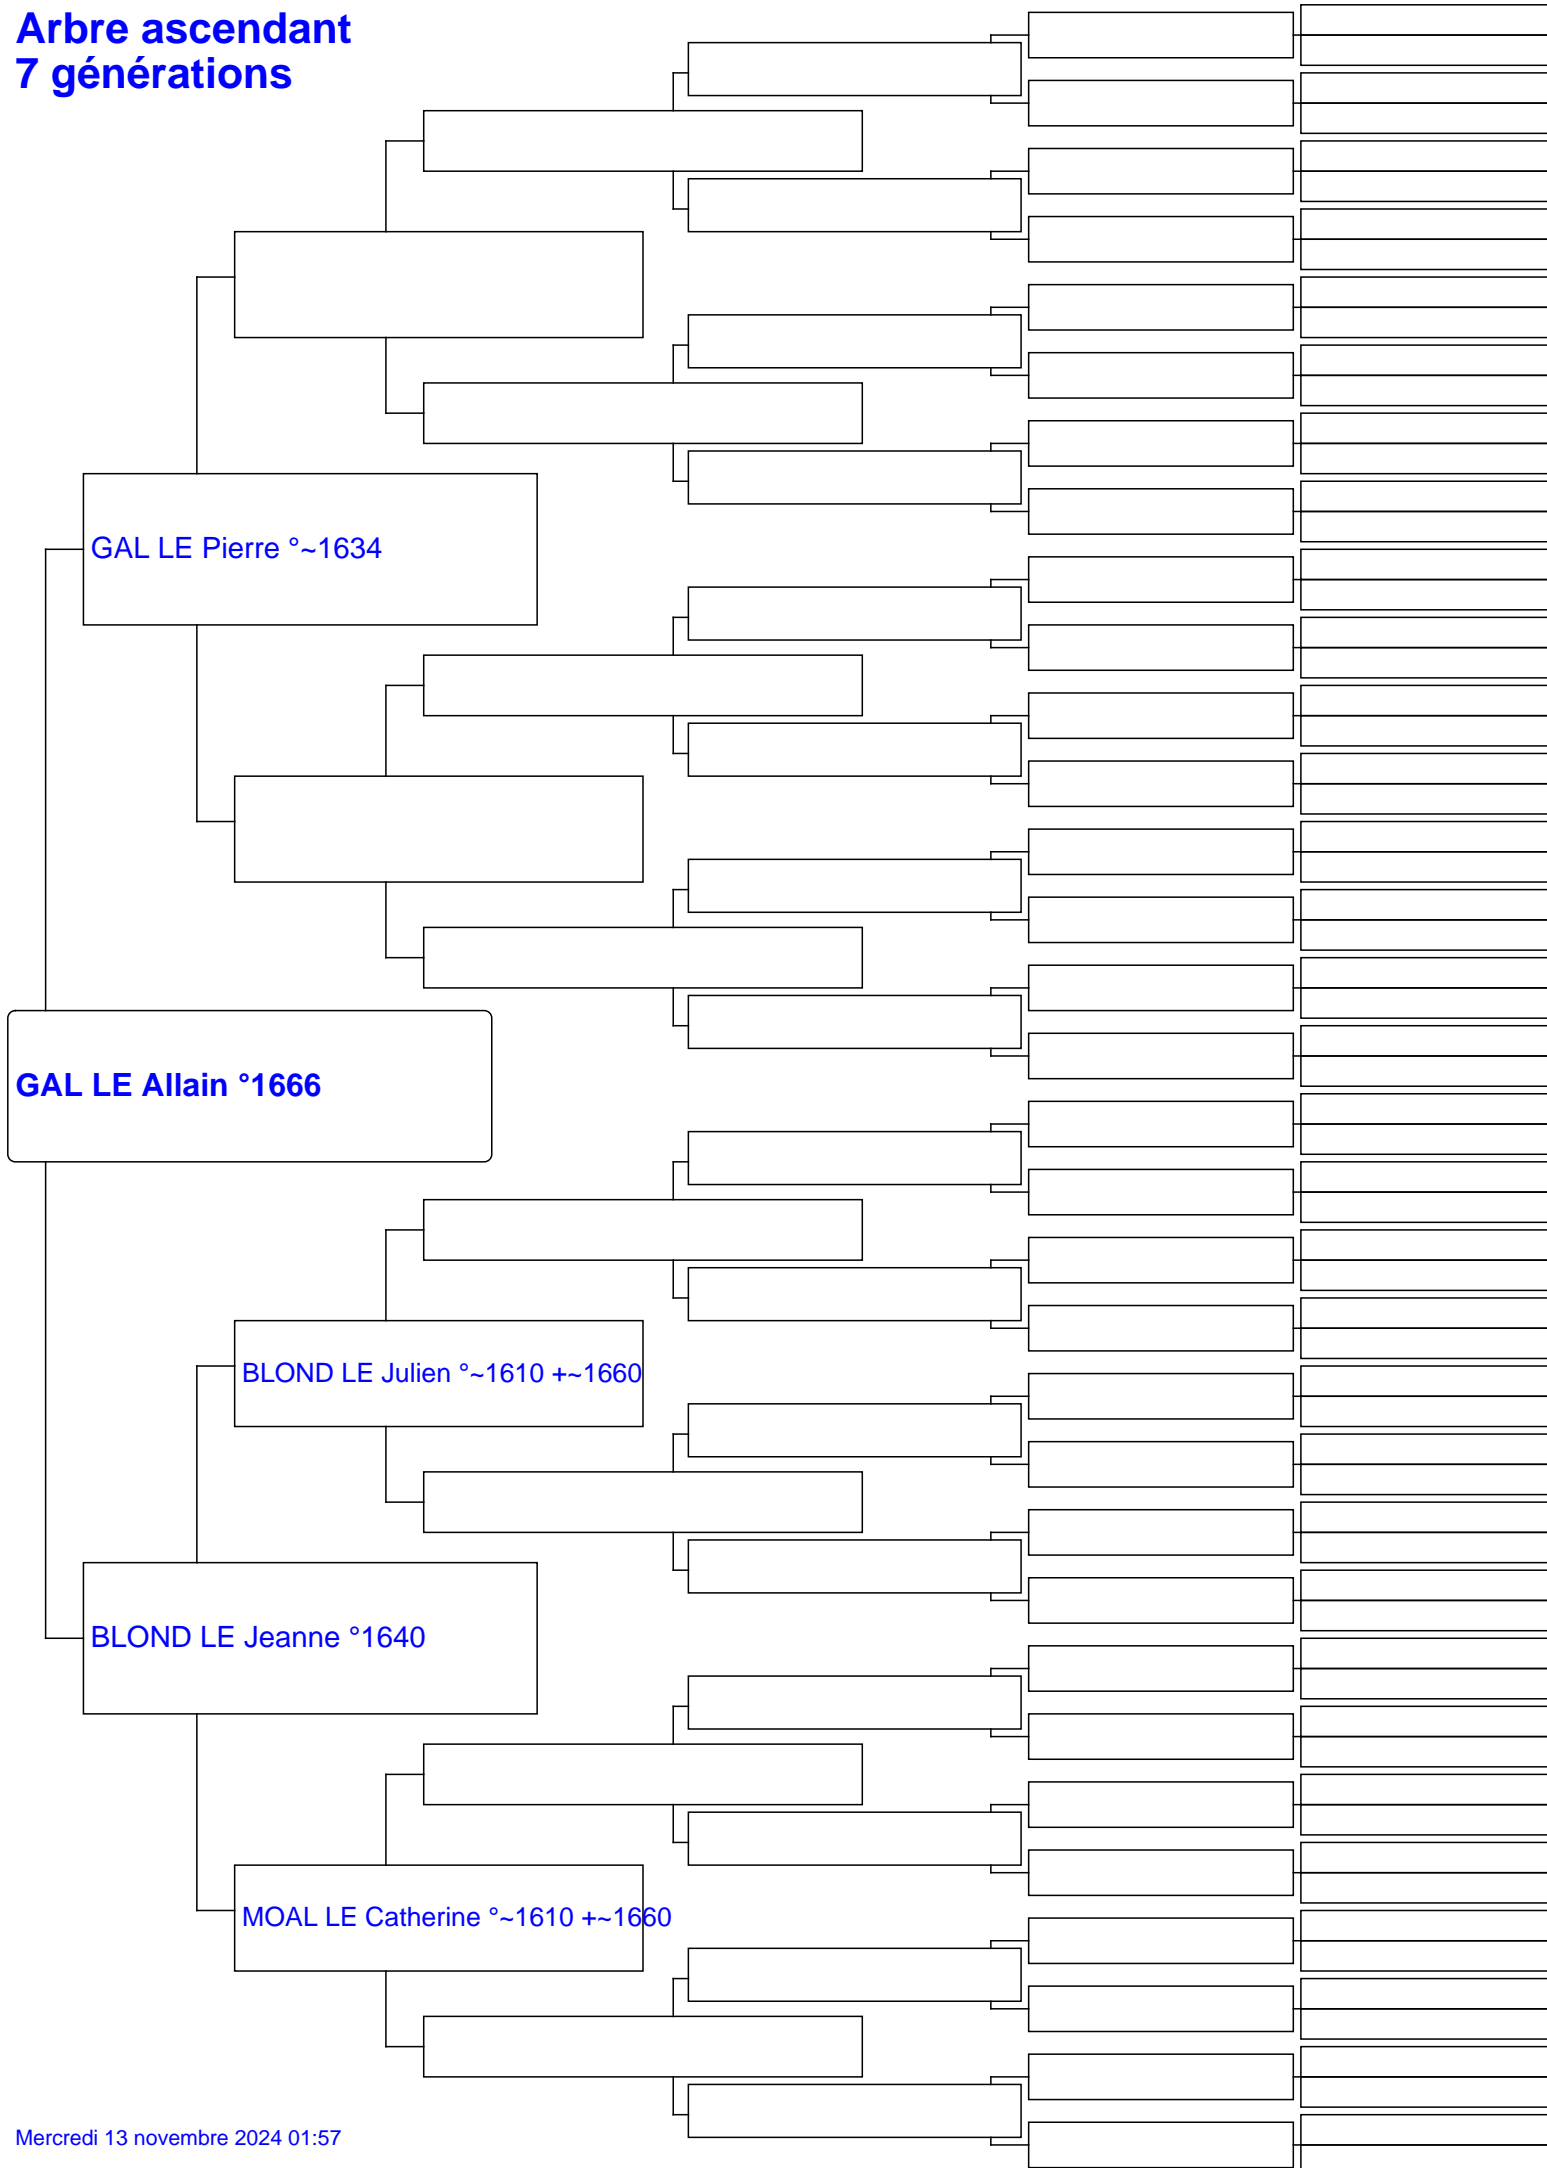 Arbre ascendant
7 générations
GAL LE Pierre °~1634
GAL LE Allain °1666
BLOND LE Julien °~1610 +~1660
BLOND LE Jeanne °1640
MOAL LE Catherine °~1610 +~1660
Mercredi 13 novembre 2024 01:57